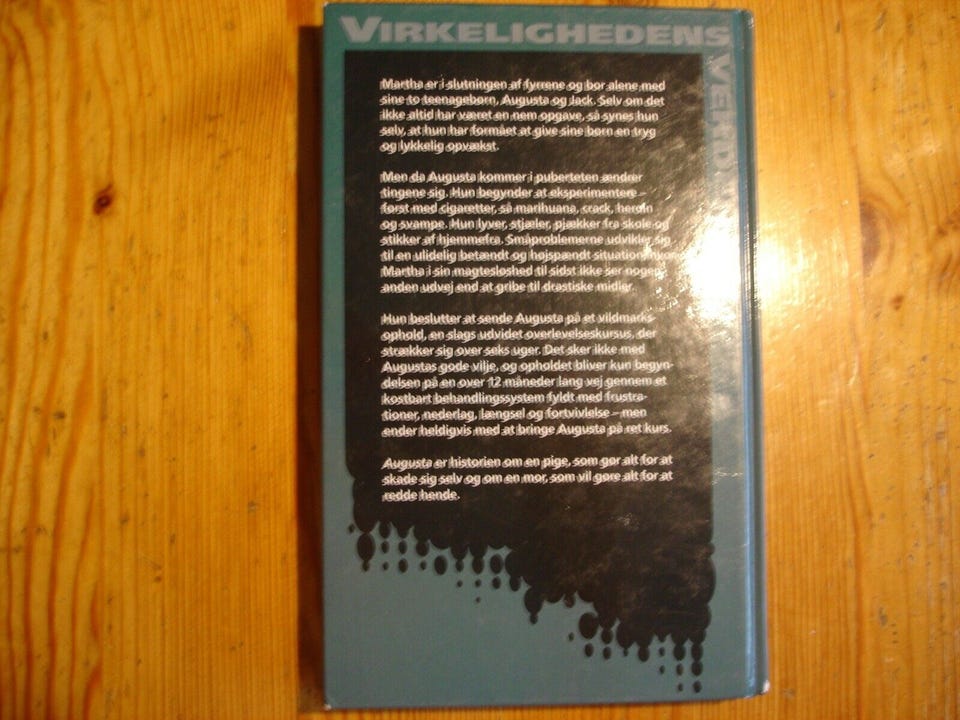 VIRKELIGHEDENS
VERD
Martha er i slutningen af fyrrene og bor alene med
sine to teenagebørn, Augusta og Jack. Selv om det
ikke altid har været en nem opgave, så synes hun
selv, at hun har formået at give sine børn en tryg
og lykkelig opvækst.
Men da Augusta kommer i puberteten ændrer
tingene sig. Hun begynder at eksperimentere –
først med cigaretter, så marihuana, crack, heroin
og svampe. Hun lyver, stjæler, pjækker fra skole og
stikker af hjemmefra. Småproblemerne udvikler sig
til en ulidelig betændt og højspændt situation, hvor
Martha i sin magtesløshed til sidst ikke ser nogen
anden udvej end at gribe til drastiske midler.
Hun beslutter at sende Augusta på et vildmarks-
ophold, en slags udvidet overlevelseskursus, der
strækker sig over seks uger. Det sker ikke med
Augustas gode vilje, og opholdet bliver kun begyn-
delsen på en over 12 måneder lang vej gennem et
kostbart behandlingssystem fyldt med frustra-
tioner, nederlag, længsel og fortvivlelse – men
ender heldigvis med at bringe Augusta på ret kurs.
Augusta er historien om en pige, som gør alt for at
skade sig selv og om en mor, som vil gøre alt for at
redde hende.